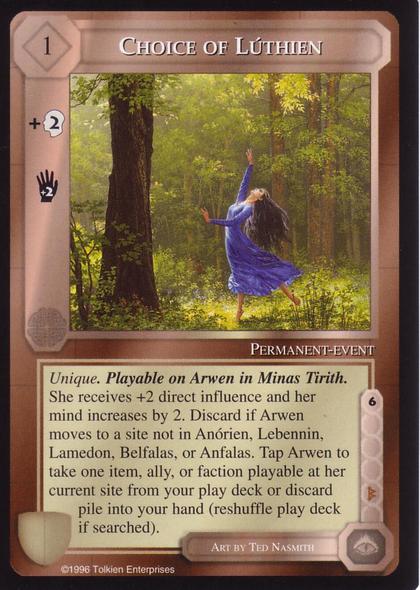 1
CHOICE OF LÚTHIEN
+2
+2
PERMANENT-EVENT
Unique. Playable on Arwen in Minas Tirith.
She receives +2 direct influence and her
mind increases by 2. Discard if Arwen
moves to a site not in Anórien, Lebennin,
Lamedon, Belfalas, or Anfalas. Tap Arwen to
take one item, ally, or faction playable at her
current site from your play deck or discard
pile into your hand (reshuffle play deck
if searched).
6
ART BY TED NASMITH
©1996 Tolkien Enterprises